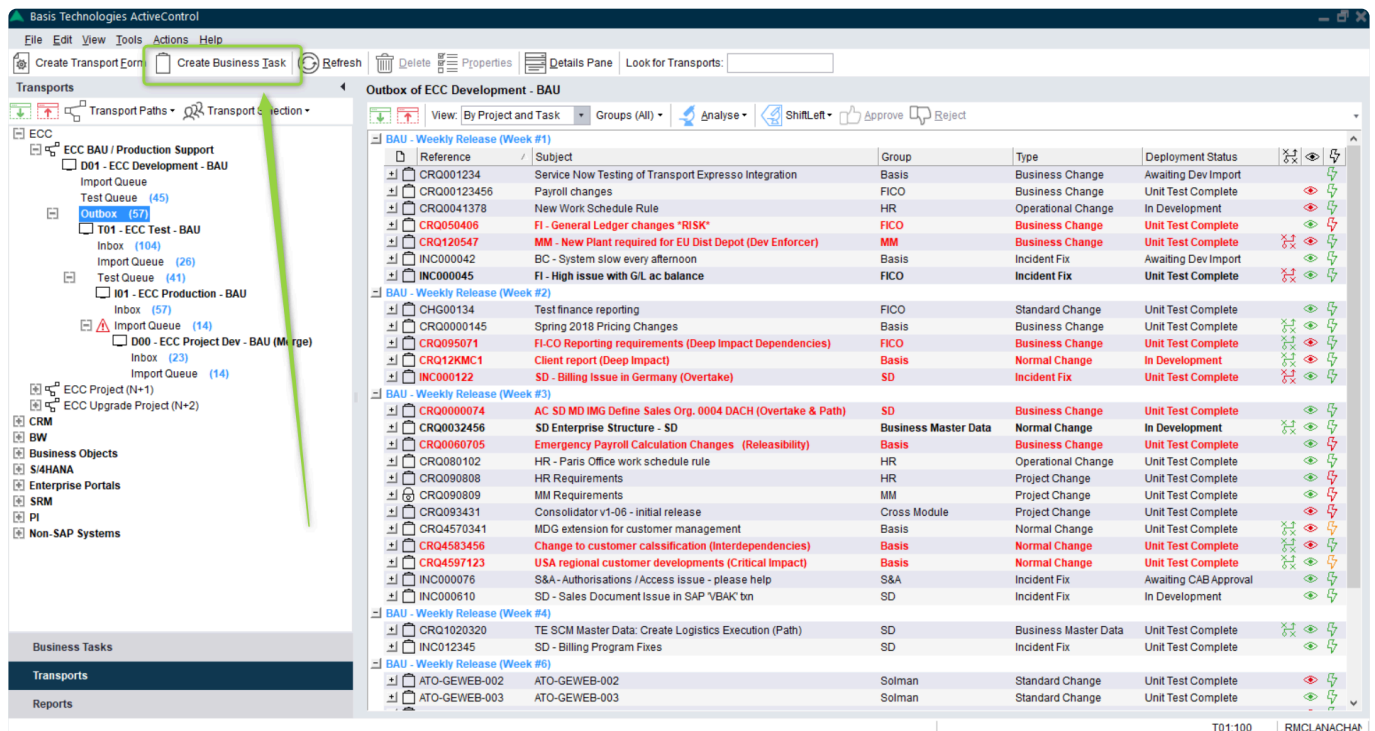 Basis Technologies ActiveControl
File Edit View Tools Actions Help
Create Transport Form Create Business Task Refresh Delete Properties Details Pane Look for Transports:
Transports
Transport Paths Transport Selection
ECC
ECC BAU / Production Support
D01 - ECC Development - BAU
Import Queue
Test Queue (45)
Outbox (57)
T01 - ECC Test - BAU
Inbox (104)
Import Queue (26)
Test Queue (41)
I01 - ECC Production - BAU
Inbox (57)
Import Queue (14)
D00 - ECC Project Dev - BAU (Merge)
Inbox (23)
Import Queue (14)
ECC Project (N+1)
ECC Upgrade Project (N+2)
CRM
BW
Business Objects
S/4HANA
Enterprise Portals
SRM
PI
Non-SAP Systems
Business Tasks
Transports
Reports
Outbox of ECC Development - BAU
View: By Project and Task Groups (All) Analyse ShiftLeft Approve Reject
BAU - Weekly Release (Week #1)
Reference Subject Group Type Deployment Status
CRQ001234 Service Now Testing of Transport Expresso Integration Basis Business Change Awaiting Dev Import
CRQ00123456 Payroll changes FICO Business Change Unit Test Complete
CRQ0041378 New Work Schedule Rule HR Operational Change In Development
CRQ050406 FI - General Ledger changes *RISK* FICO Business Change Unit Test Complete
CRQ120547 MM - New Plant required for EU Dist Depot (Dev Enforcer) MM Business Change Unit Test Complete
INC000042 BC - System slow every afternoon Basis Incident Fix Awaiting Dev Import
INC000045 FI - High issue with G/L ac balance FICO Incident Fix Unit Test Complete
BAU - Weekly Release (Week #2)
CHG00134 Test finance reporting FICO Standard Change Unit Test Complete
CRQ0000145 Spring 2018 Pricing Changes Basis Business Change Unit Test Complete
CRQ095071 FI-CO Reporting requirements (Deep Impact Dependencies) FICO Business Change Unit Test Complete
CRQ12KMC1 Client report (Deep Impact) Basis Normal Change In Development
INC000122 SD - Billing Issue in Germany (Overtake) SD Incident Fix Unit Test Complete
BAU - Weekly Release (Week #3)
CRQ0000074 AC SD MD IMG Define Sales Org. 0004 DACH (Overtake & Path) SD Business Change Unit Test Complete
CRQ0032456 SD Enterprise Structure - SD Business Master Data Normal Change In Development
CRQ0060705 Emergency Payroll Calculation Changes (Releasibility) Basis Business Change Unit Test Complete
CRQ080102 HR - Paris Office work schedule rule HR Operational Change Unit Test Complete
CRQ090808 HR Requirements HR Project Change Unit Test Complete
CRQ090809 MM Requirements MM Project Change Unit Test Complete
CRQ093431 Consolidator v1-06 - initial release Cross Module Project Change Unit Test Complete
CRQ4570341 MDG extension for customer management Basis Normal Change Unit Test Complete
CRQ4583456 Change to customer calssification (Interdependencies) Basis Normal Change Unit Test Complete
CRQ4597123 USA regional customer developments (Critical Impact) Basis Normal Change Unit Test Complete
INC000076 S&A - Authorisations / Access issue - please help S&A Incident Fix Awaiting CAB Approval
INC000610 SD - Sales Document Issue in SAP 'VBAK' txn SD Incident Fix In Development
BAU - Weekly Release (Week #4)
CRQ1020320 TE SCM Master Data: Create Logistics Execution (Path) SD Business Master Data Unit Test Complete
INC012345 SD - Billing Program Fixes SD Incident Fix Unit Test Complete
BAU - Weekly Release (Week #6)
ATO-GEWEB-002 ATO-GEWEB-002 Solman Standard Change Unit Test Complete
ATO-GEWEB-003 ATO-GEWEB-003 Solman Standard Change Unit Test Complete
T01:100 RMCLANACHAN